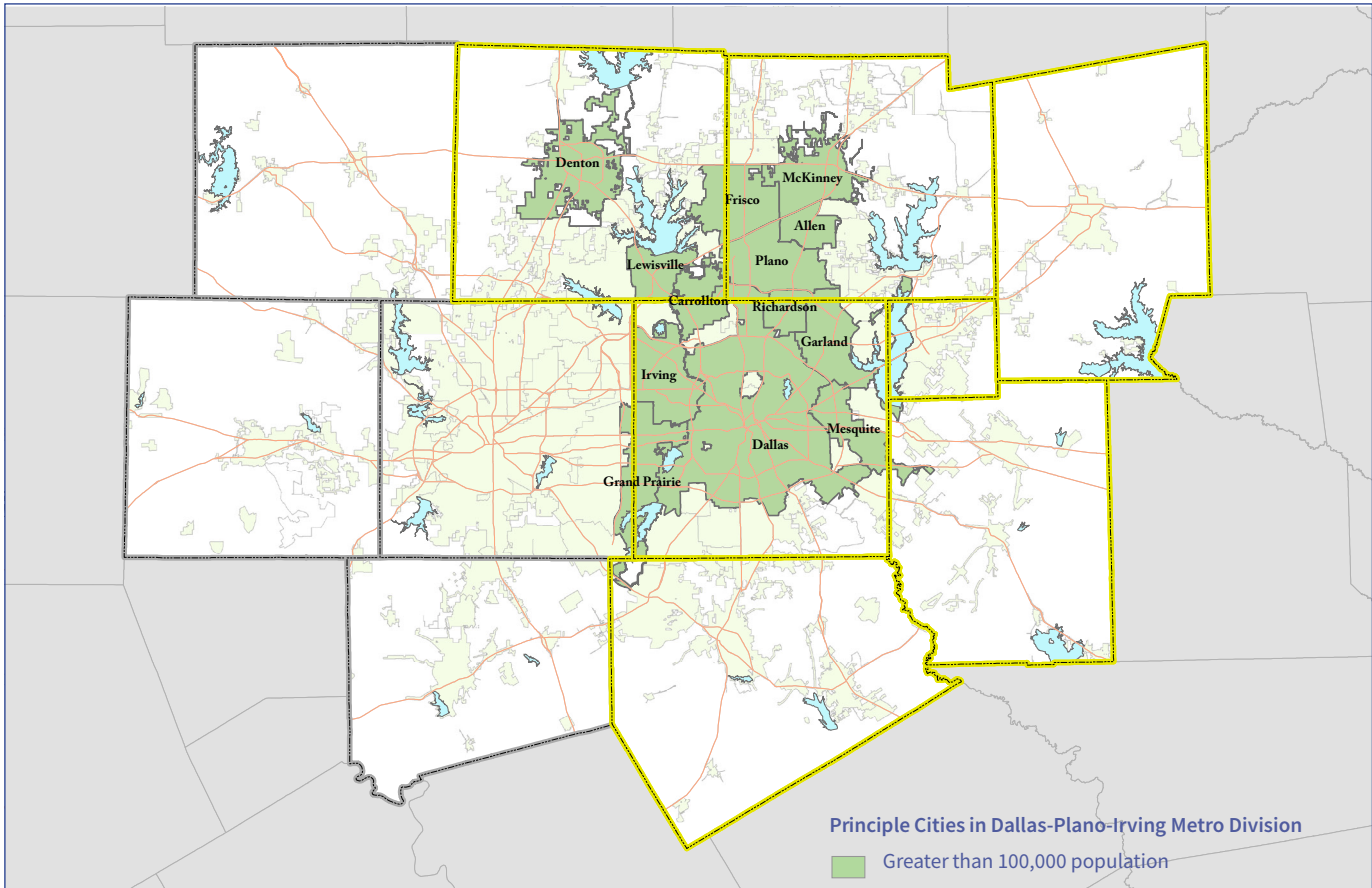 Denton
McKinney
Frisco
Allen
Plano
Lewisville
Carrollton
Richardson
Garland
Irving
Mesquite
Dallas
Grand Prairie
Principle Cities in Dallas-Plano-Irving Metro Division
Greater than 100,000 population